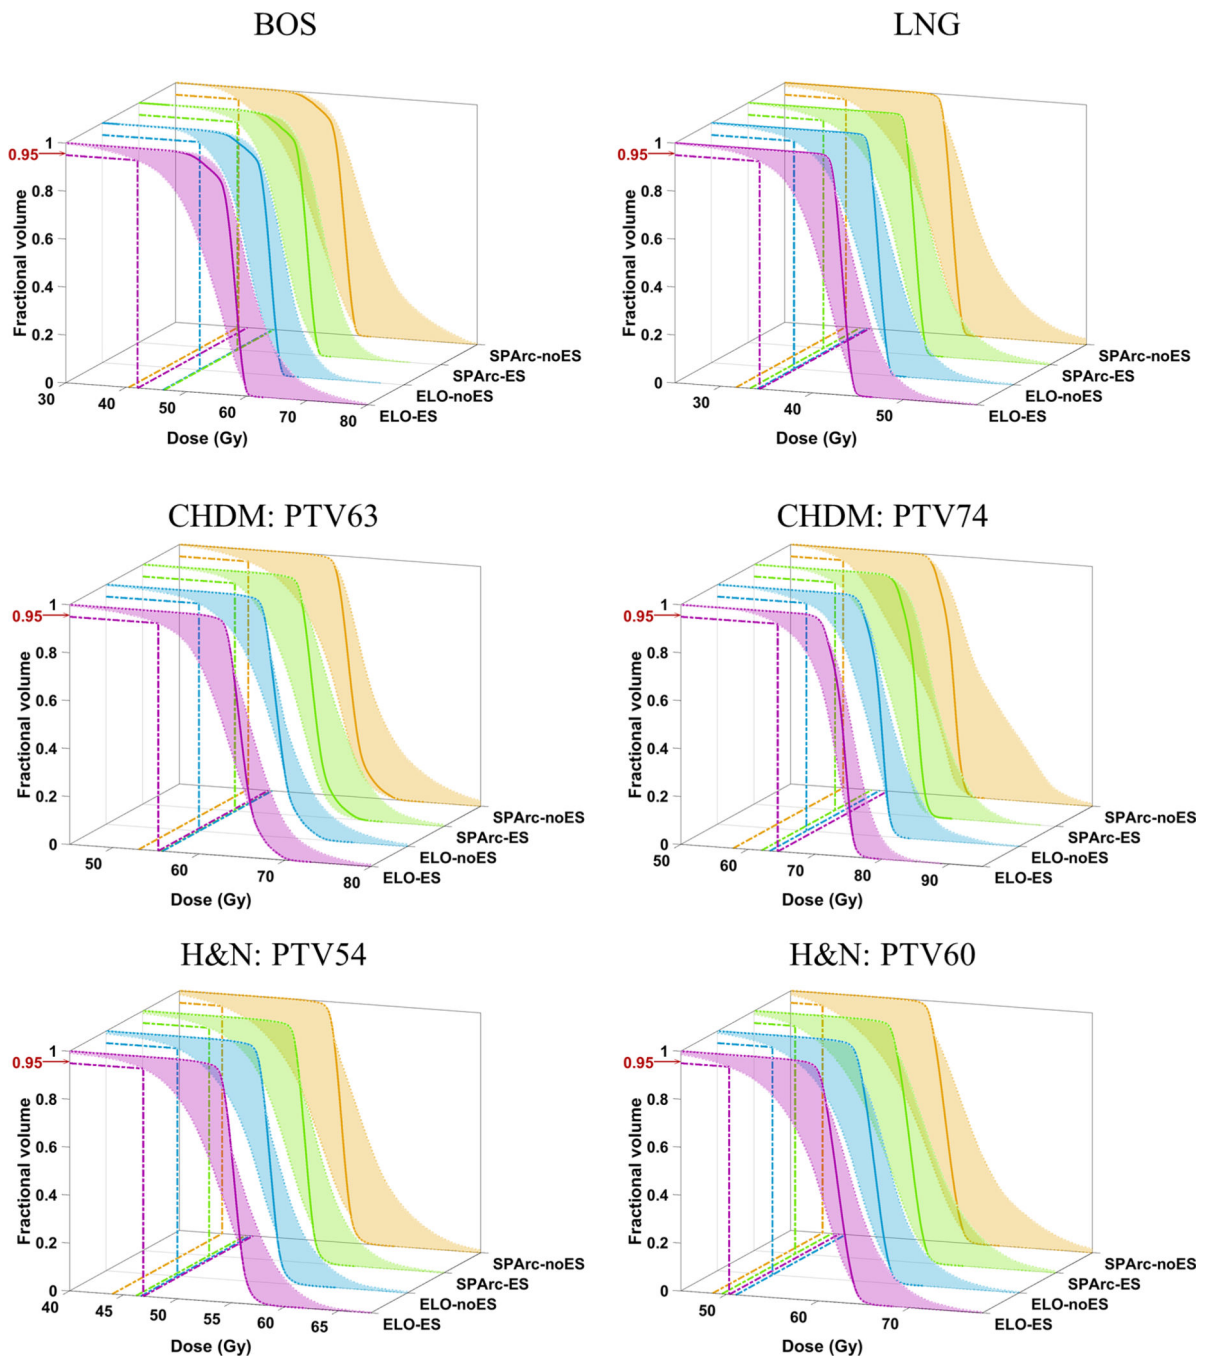 BOS
1
0.95
0.8
0.6
0.4
0.2
0
Fractional volume
30
40
50
60
70
80
Dose (Gy)
SPArc-noES
SPArc-ES
ELO-noES
ELO-ES
LNG
1
0.95
0.8
0.6
0.4
0.2
0
Fractional volume
30
40
50
Dose (Gy)
SPArc-noES
SPArc-ES
ELO-noES
ELO-ES
CHDM: PTV63
1
0.95
0.8
0.6
0.4
0.2
0
Fractional volume
50
60
70
80
Dose (Gy)
SPArc-noES
SPArc-ES
ELO-noES
ELO-ES
CHDM: PTV74
1
0.95
0.8
0.6
0.4
0.2
0
Fractional volume
50
60
70
80
90
Dose (Gy)
SPArc-noES
SPArc-ES
ELO-noES
ELO-ES
H&N: PTV54
1
0.95
0.8
0.6
0.4
0.2
0
Fractional volume
40
45
50
55
60
65
Dose (Gy)
SPArc-noES
SPArc-ES
ELO-noES
ELO-ES
H&N: PTV60
1
0.95
0.8
0.6
0.4
0.2
0
Fractional volume
50
60
70
Dose (Gy)
SPArc-noES
SPArc-ES
ELO-noES
ELO-ES